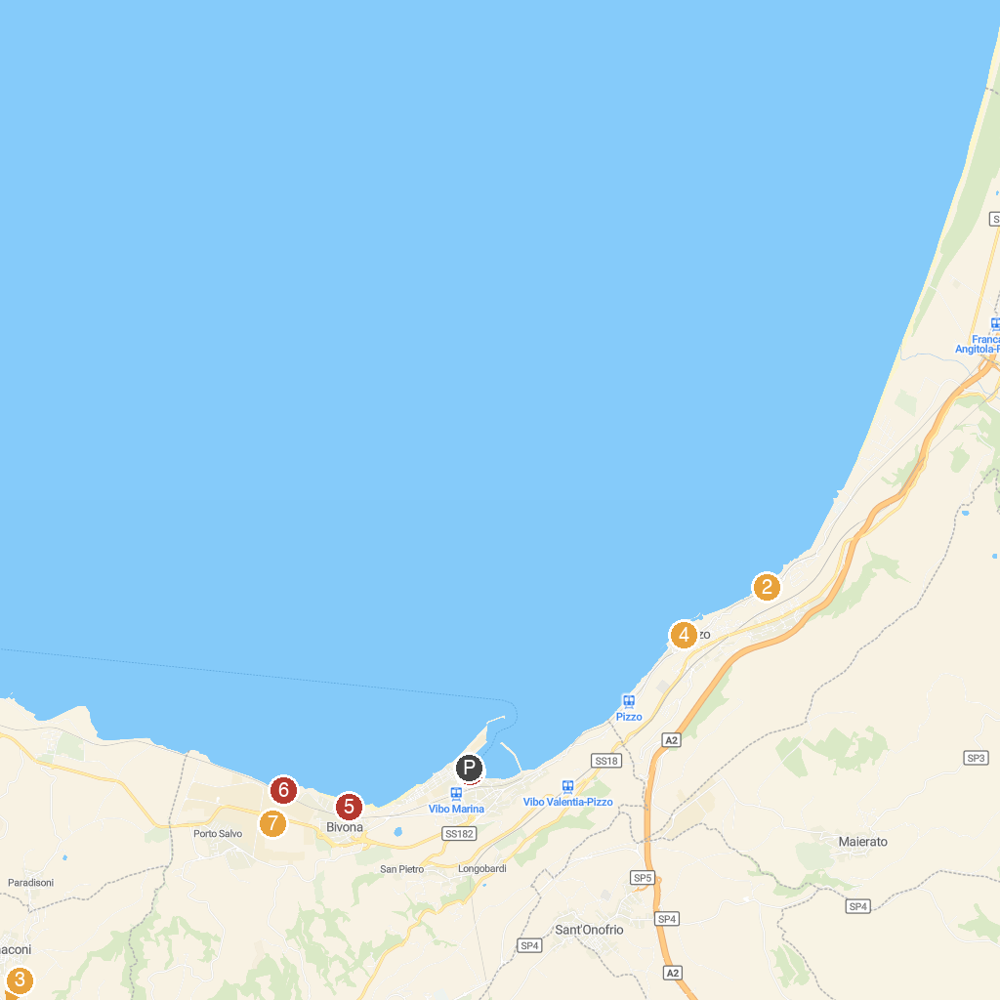 S
Franca
Angitola-F
2
4
zo
Pizzo
A2
SP3
SS18
P
6
5
Vibo Marina
Vibo Valentia-Pizzo
7
Bivona
Porto Salvo
SS182
Maierato
San Pietro
Longobardi
SP5
Paradisoni
SP4
SP4
Sant'Onofrio
SP4
naconi
A2
3